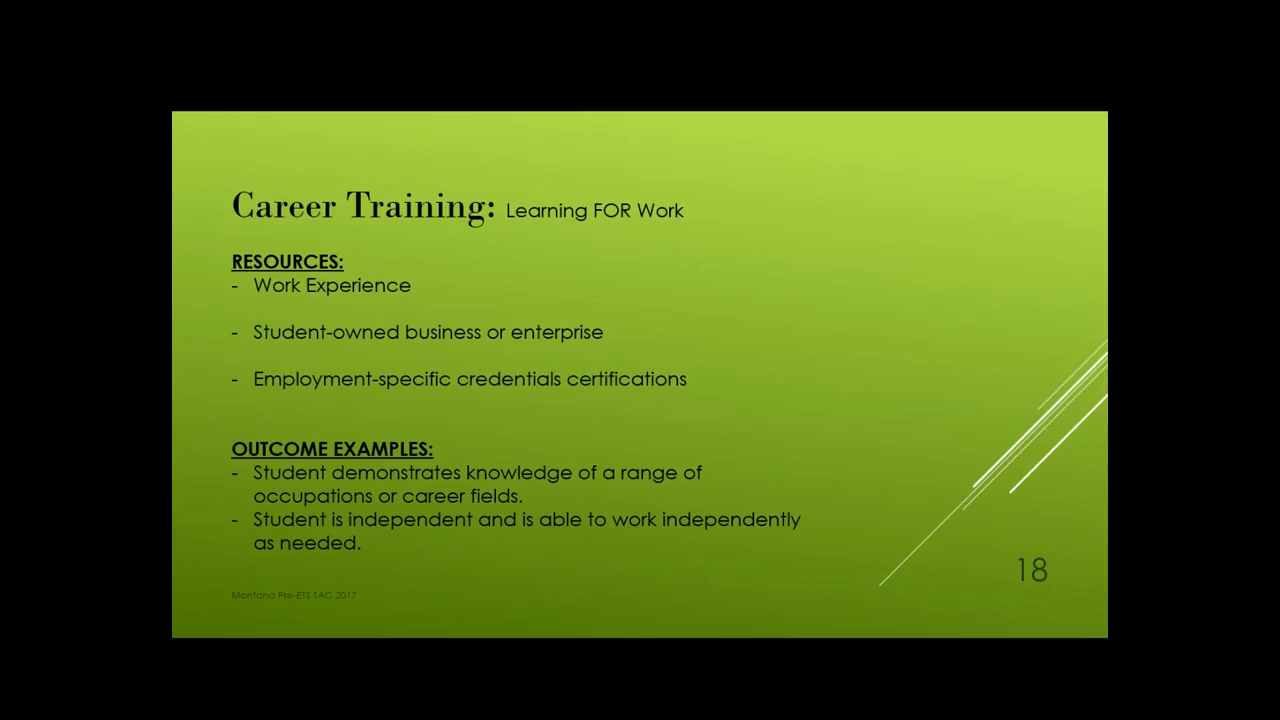 Career Training: Learning FOR Work
RESOURCES:
- Work Experience
- Student-owned business or enterprise
- Employment-specific credentials certifications
OUTCOME EXAMPLES:
- Student demonstrates knowledge of a range of
occupations or career fields.
- Student is independent and is able to work independently
as needed.
18
Montana Pre-ETS TAC 2017